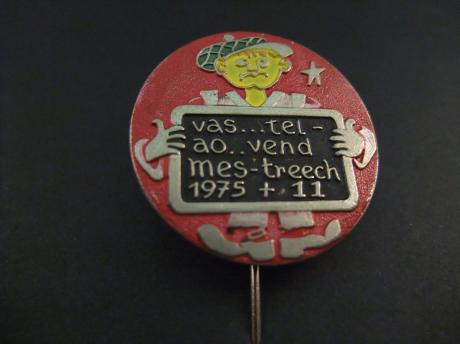 vas...tel-
ao..vend
mes-treech
1975 + 11